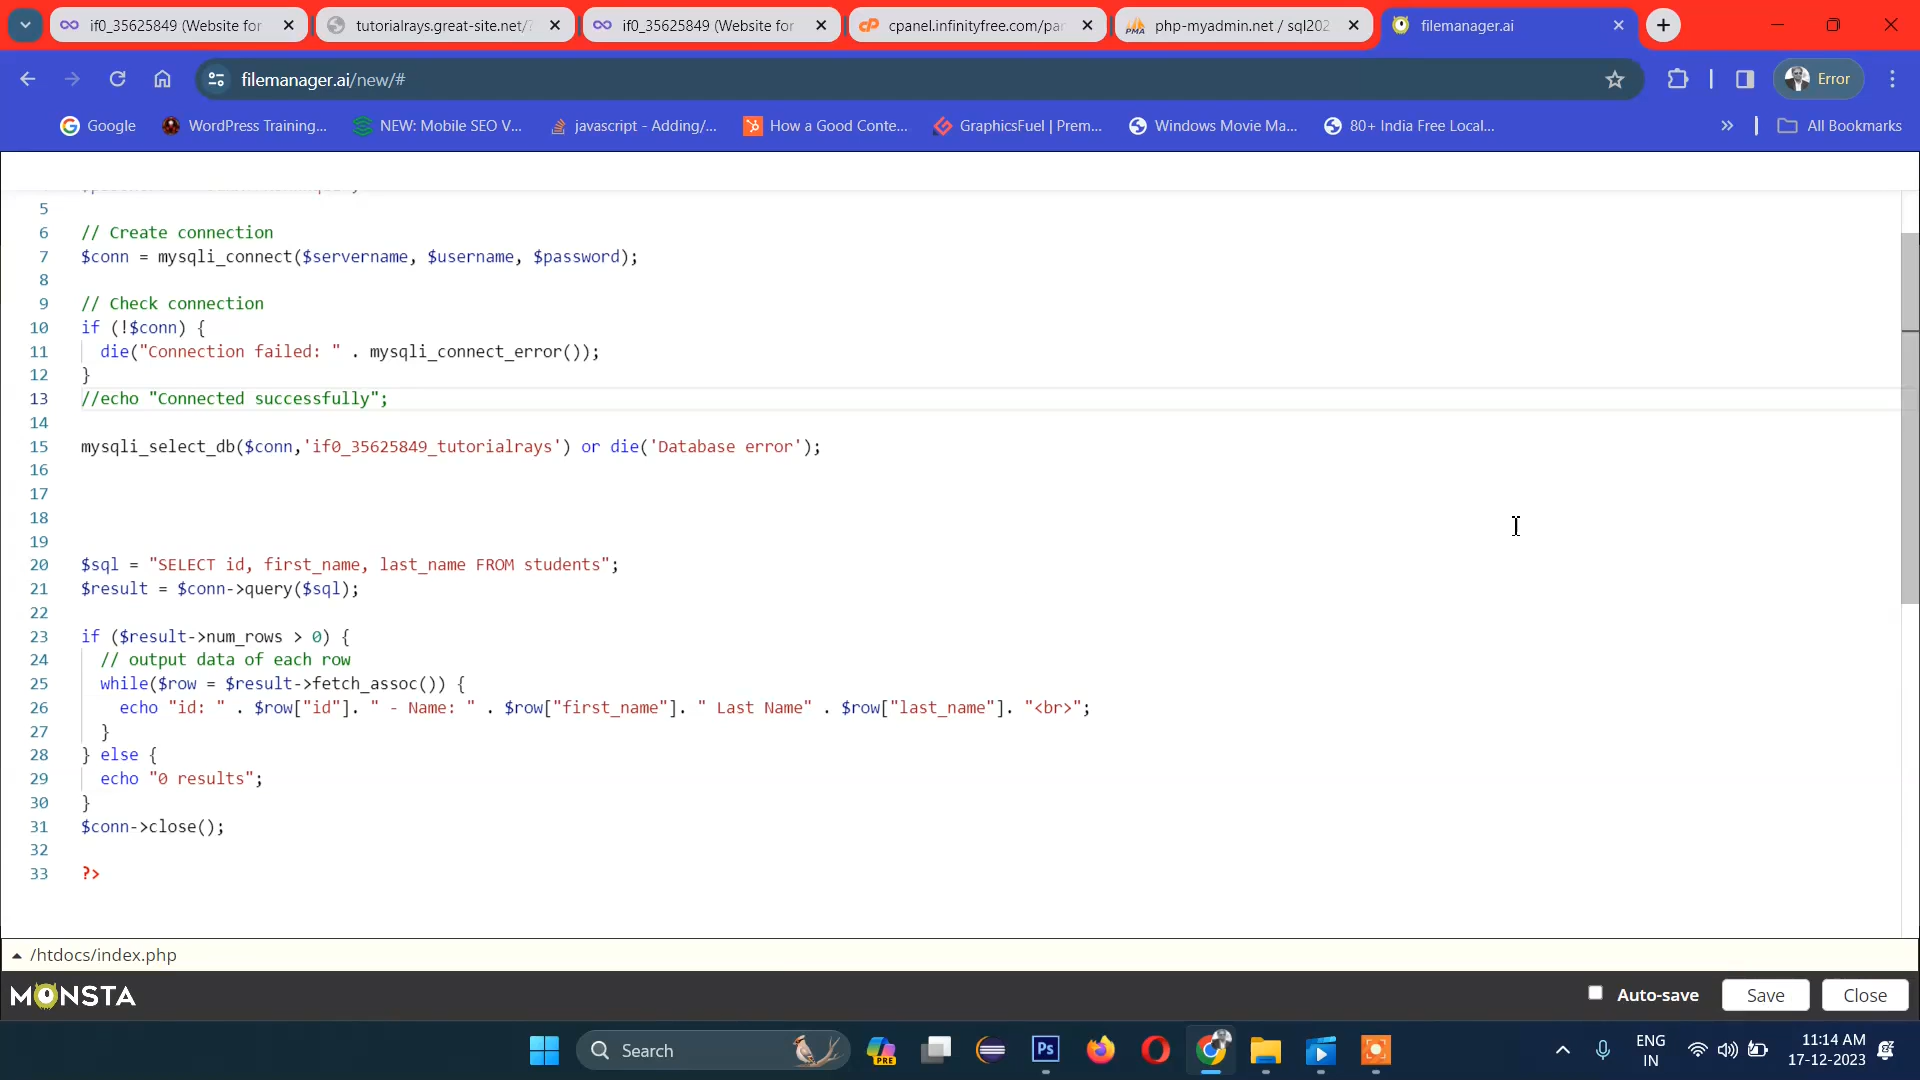 if0_35625849 (Website for
tutorialrays.great-site.net/?
if0_35625849 (Website for
cpanel.infinityfree.com/par
php-myadmin.net / sql202
filemanager.ai
filemanager.ai/new/#
Error
Google
WordPress Training...
NEW: Mobile SEO V...
javascript - Adding/...
How a Good Conte...
GraphicsFuel | Prem...
Windows Movie Ma...
80+ India Free Local...
All Bookmarks
5
6 // Create connection
7 $conn = mysqli_connect($servername, $username, $password);
8
9 // Check connection
10 if (!$conn) {
11 die("Connection failed: " . mysqli_connect_error());
12 }
13 //echo "Connected successfully";
14
15 mysqli_select_db($conn,'if0_35625849_tutorialrays') or die('Database error');
16
17
18
19
20 $sql = "SELECT id, first_name, last_name FROM students";
21 $result = $conn->query($sql);
22
23 if ($result->num_rows > 0) {
24 // output data of each row
25 while($row = $result->fetch_assoc()) {
26 echo "id: " . $row["id"]. " - Name: " . $row["first_name"]. " Last Name" . $row["last_name"]. "<br>";
27 }
28 } else {
29 echo "0 results";
30 }
31 $conn->close();
32
33 ?>
/htdocs/index.php
MONSTA
Auto-save
Save
Close
Search
PRE
Ps
ENG
IN
11:14 AM
17-12-2023